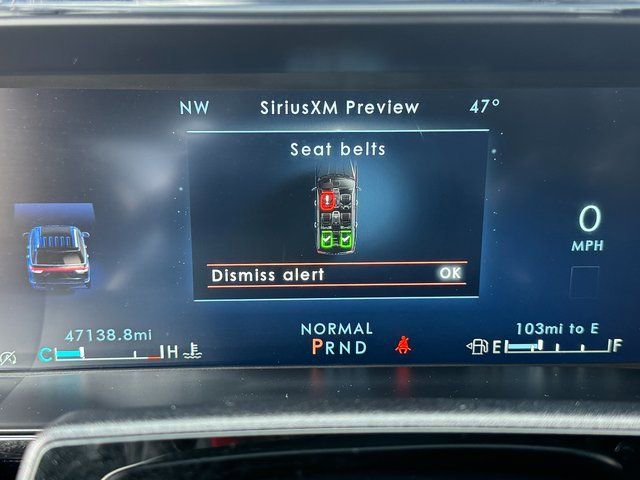 NW SiriusXM Preview 47°
Seat belts
0
MPH
Dismiss alert OK
47138.8mi NORMAL 103mi to E
C H PRND E F